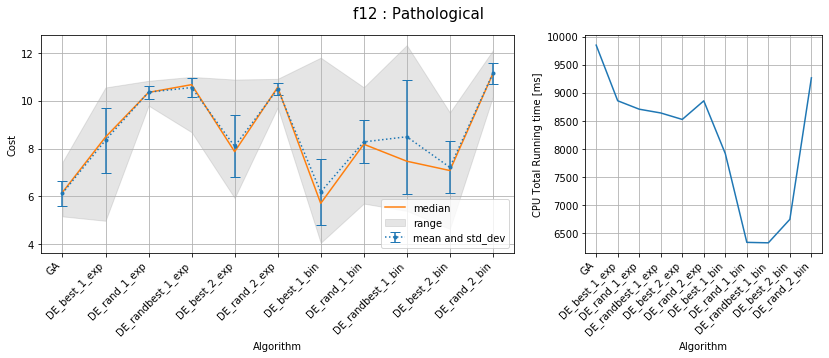 f12 : Pathological
12
10
8
6
4
Cost
median
range
mean and std_dev
GA
DE_best_1_exp
DE_rand_1_exp
DE_randbest_1_exp
DE_best_2_exp
DE_rand_2_exp
DE_best_1_bin
DE_rand_1_bin
DE_randbest_1_bin
DE_best_2_bin
DE_rand_2_bin
Algorithm
10000
9500
9000
8500
8000
7500
7000
6500
CPU Total Running time [ms]
GA
DE_best_1_exp
DE_rand_1_exp
DE_randbest_1_exp
DE_best_2_exp
DE_rand_2_exp
DE_best_1_bin
DE_rand_1_bin
DE_randbest_1_bin
DE_best_2_bin
DE_rand_2_bin
Algorithm